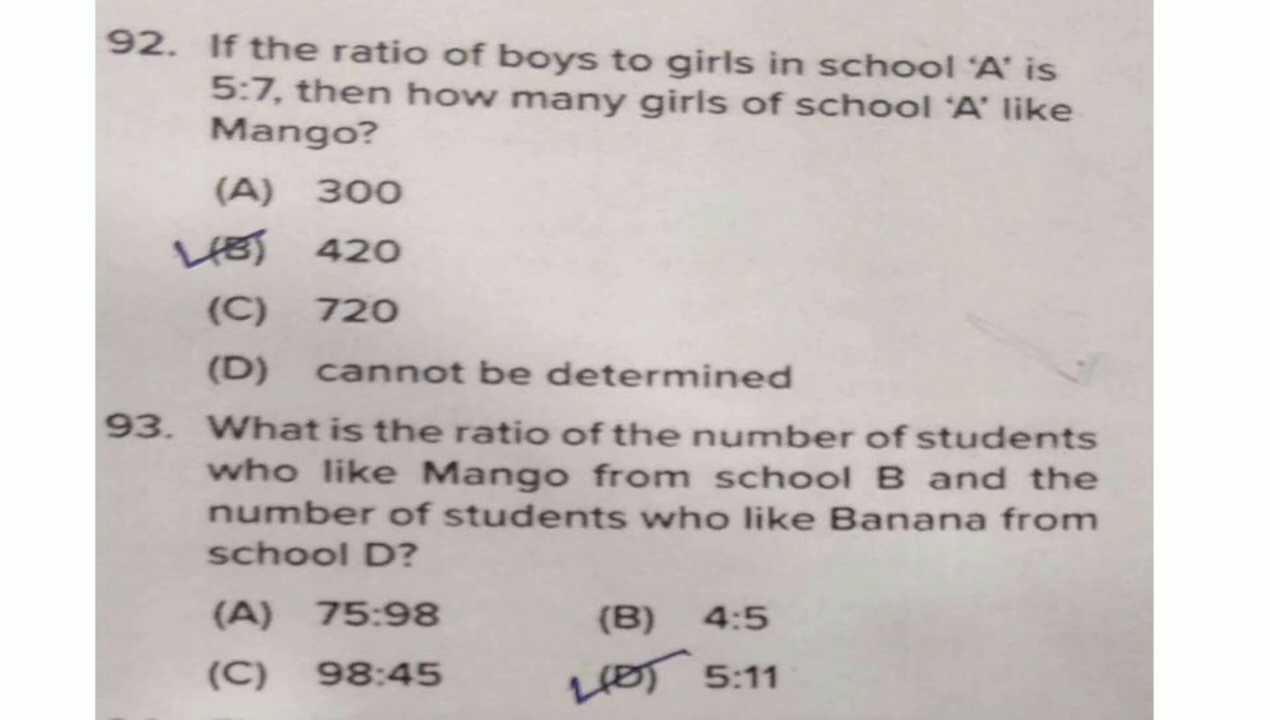 92. If the ratio of boys to girls in school ‘A’ is
5:7, then how many girls of school ‘A’ like
Mango?
(A) 300
(B) 420
(C) 720
(D) cannot be determined
93. What is the ratio of the number of students
who like Mango from school B and the
number of students who like Banana from
school D?
(A) 75:98 (B) 4:5
(C) 98:45 (D) 5:11